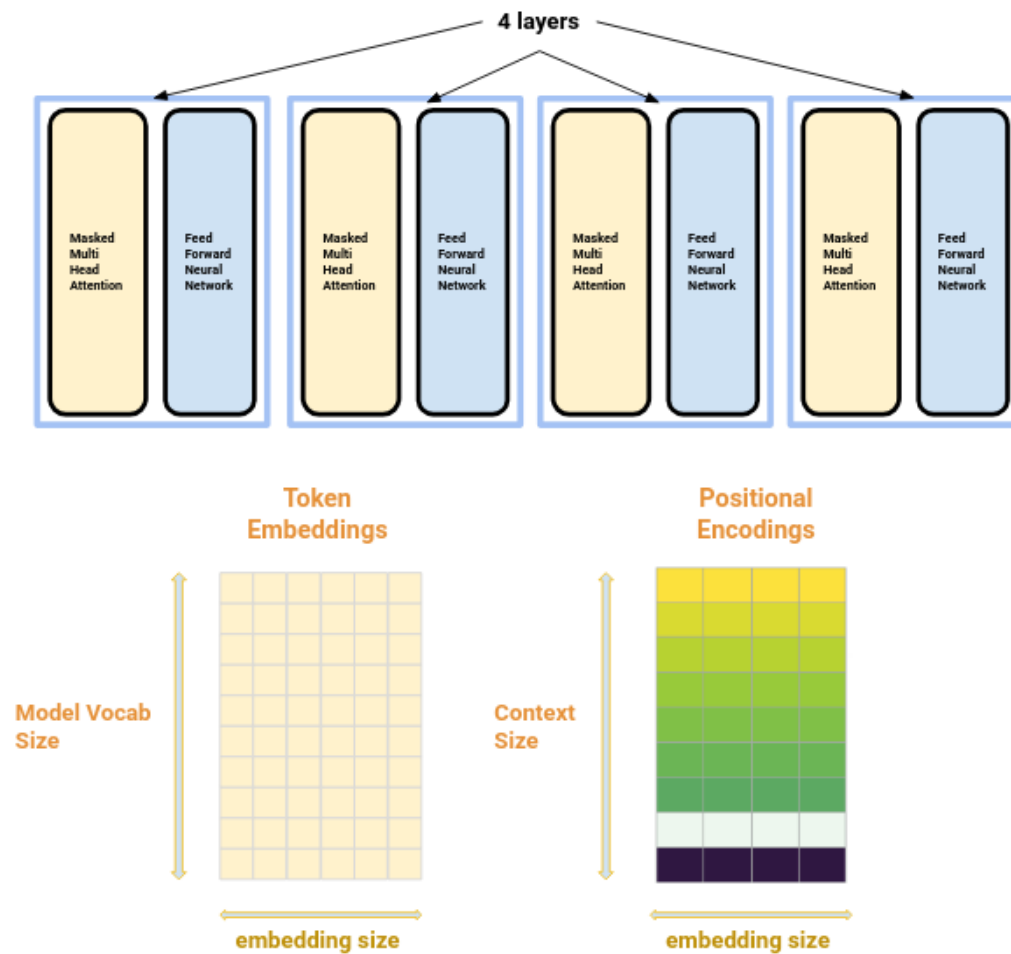 4 layers
Masked
Multi
Head
Attention
Feed
Forward
Neural
Network
Masked
Multi
Head
Attention
Feed
Forward
Neural
Network
Masked
Multi
Head
Attention
Feed
Forward
Neural
Network
Masked
Multi
Head
Attention
Feed
Forward
Neural
Network
Token
Embeddings
Model Vocab
Size
embedding size
Positional
Encodings
Context
Size
embedding size